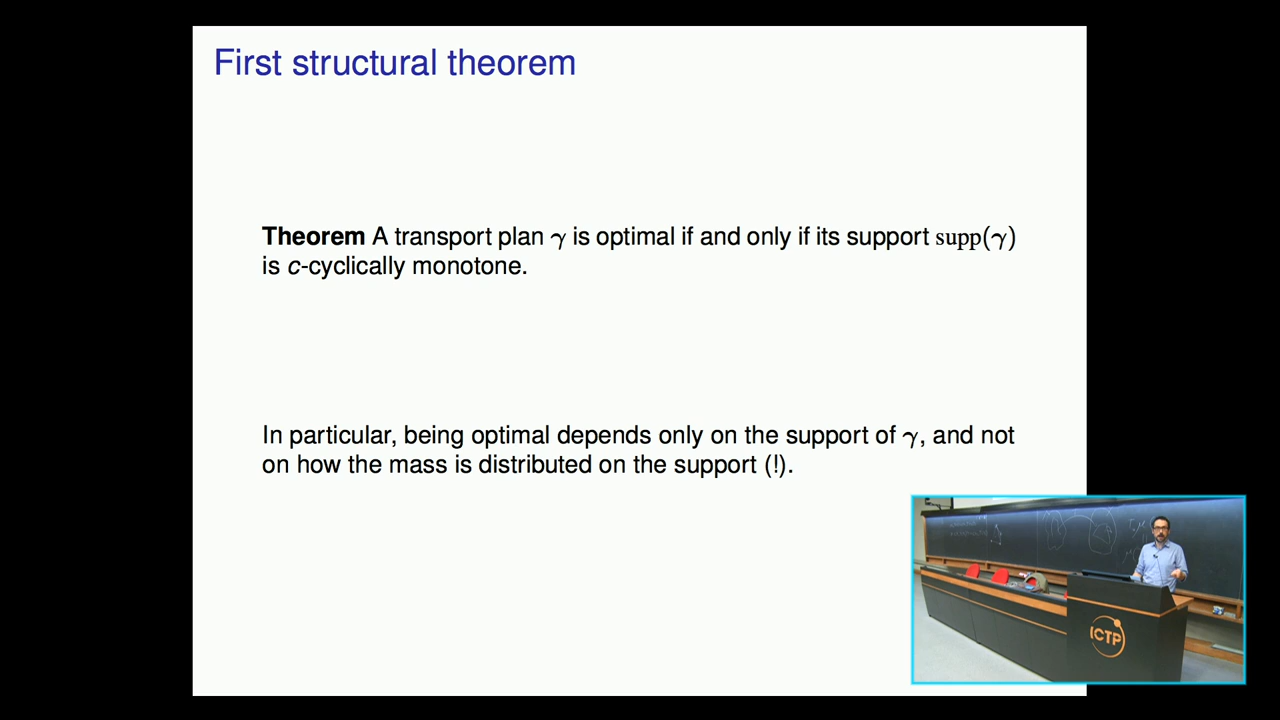 First structural theorem
Theorem A transport plan γ is optimal if and only if its support supp(γ)
is c-cyclically monotone.
In particular, being optimal depends only on the support of γ, and not
on how the mass is distributed on the support (!).
ICTP